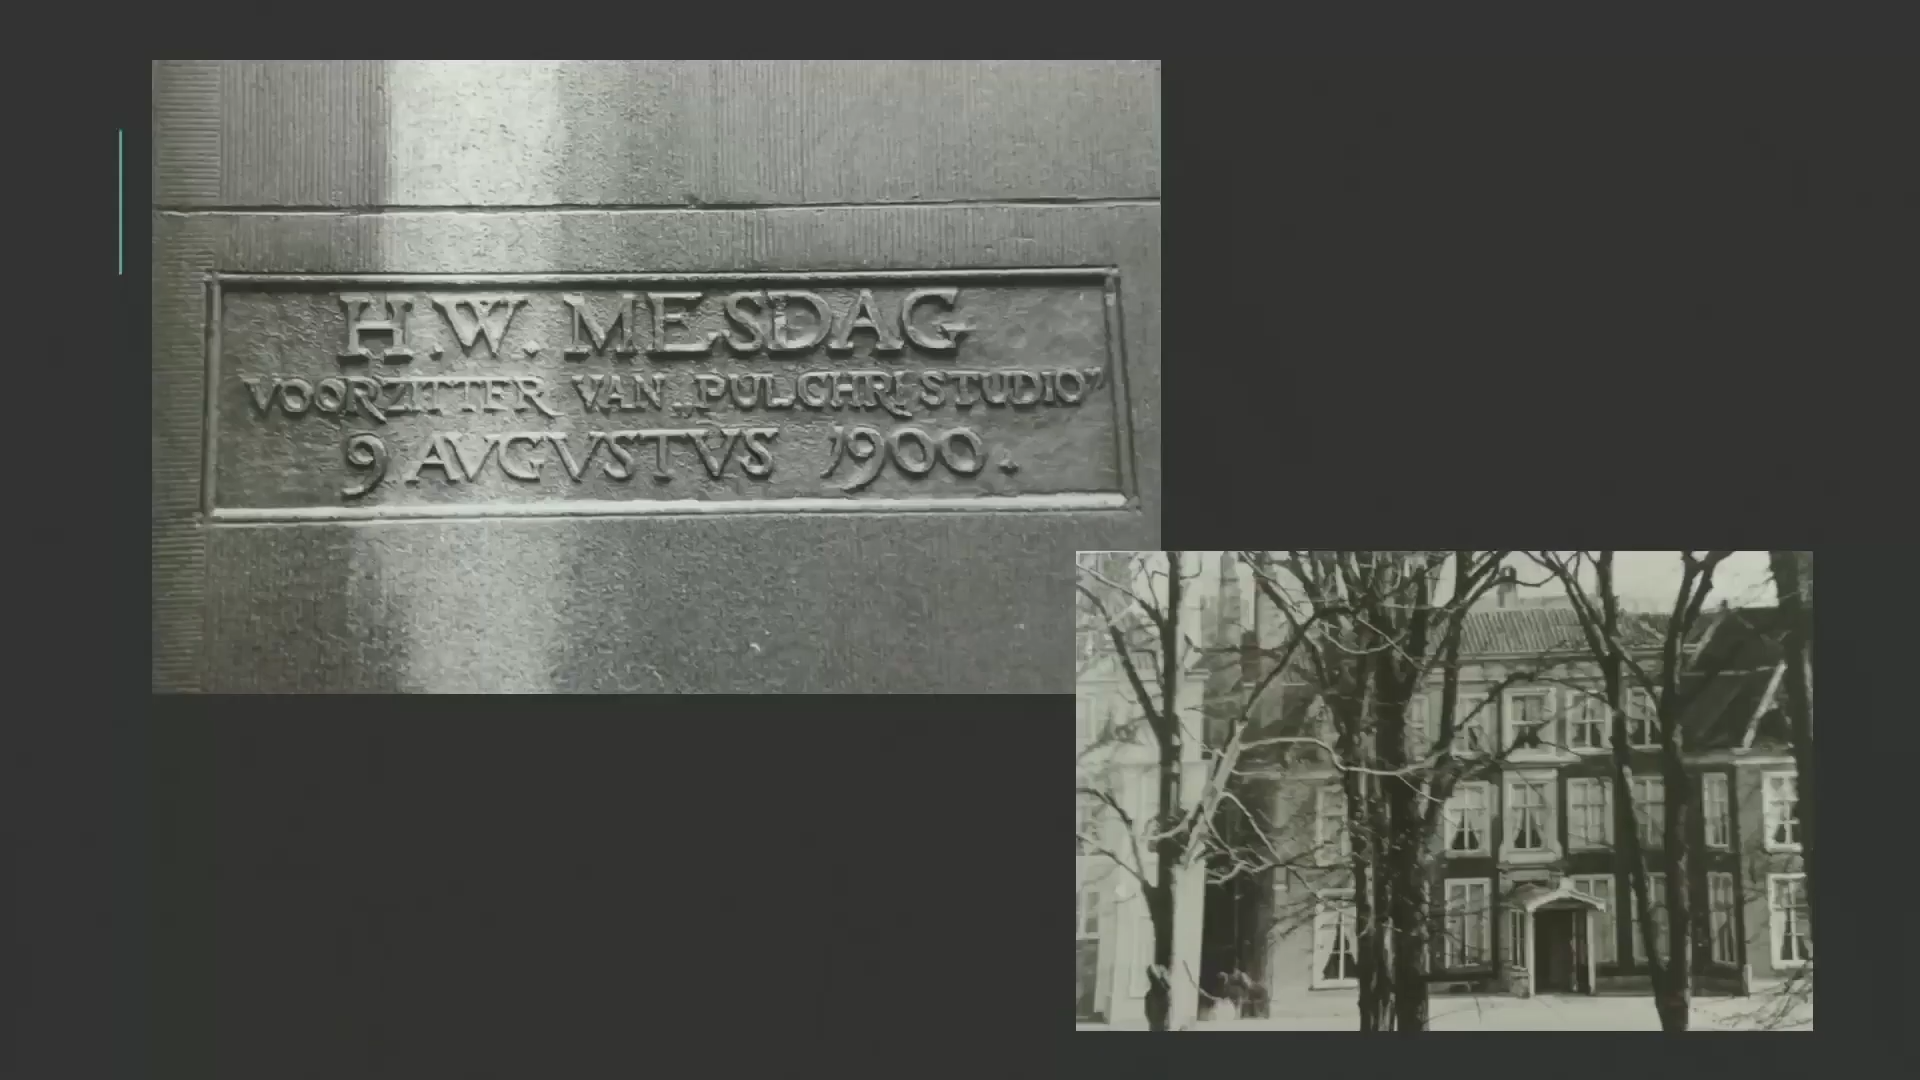 H.W. MESDAG
VOORZITTER VAN „PULCHRI STUDIO”
9 AVGVSTVS 1900.